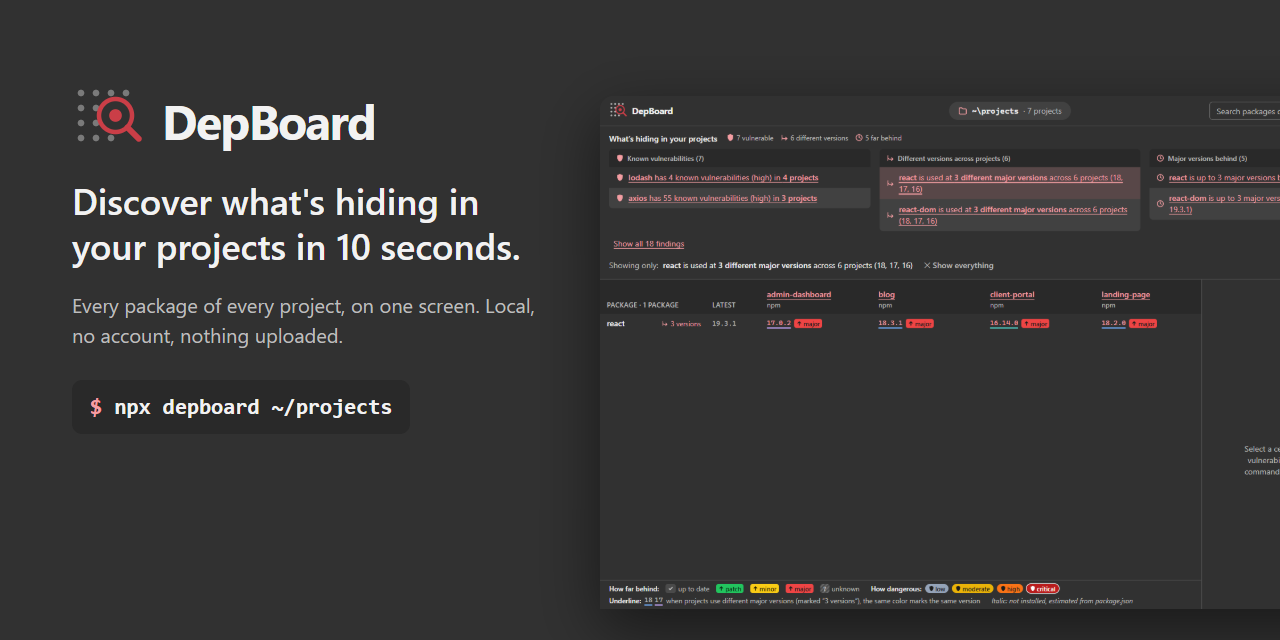 DepBoard
Discover what's hiding in
your projects in 10 seconds.
Every package of every project, on one screen. Local,
no account, nothing uploaded.
$ npx depboard ~/projects
DepBoard
~\projects · 7 projects
Search packages
What's hiding in your projects
7 vulnerable
6 different versions
5 far behind
Known vulnerabilities (7)
lodash has 4 known vulnerabilities (high) in 4 projects
axios has 55 known vulnerabilities (high) in 3 projects
Different versions across projects (6)
react is used at 3 different major versions across 6 projects (18,
17, 16)
react-dom is used at 3 different major versions across 6 projects
(18, 17, 16)
Major versions behind (5)
react is up to 3 major versions
react-dom is up to 3 major
19.3.1)
Show all 18 findings
Showing only: react is used at 3 different major versions across 6 projects (18, 17, 16) × Show everything
PACKAGE · 1 PACKAGE
LATEST
admin-dashboard
npm
blog
npm
client-portal
npm
landing-page
npm
react
↳ 3 versions
19.3.1
17.0.2 ↑ major
18.3.1 ↑ major
16.14.0 ↑ major
18.2.0 ↑ major
Select a
command
How far behind: ✓ up to date ↑ patch ↑ minor ↑ major ? unknown How dangerous: low moderate high critical
Underline: 18 17 when projects use different major versions (marked "3 versions"), the same color marks the same version Italic: not installed, estimated from package.json